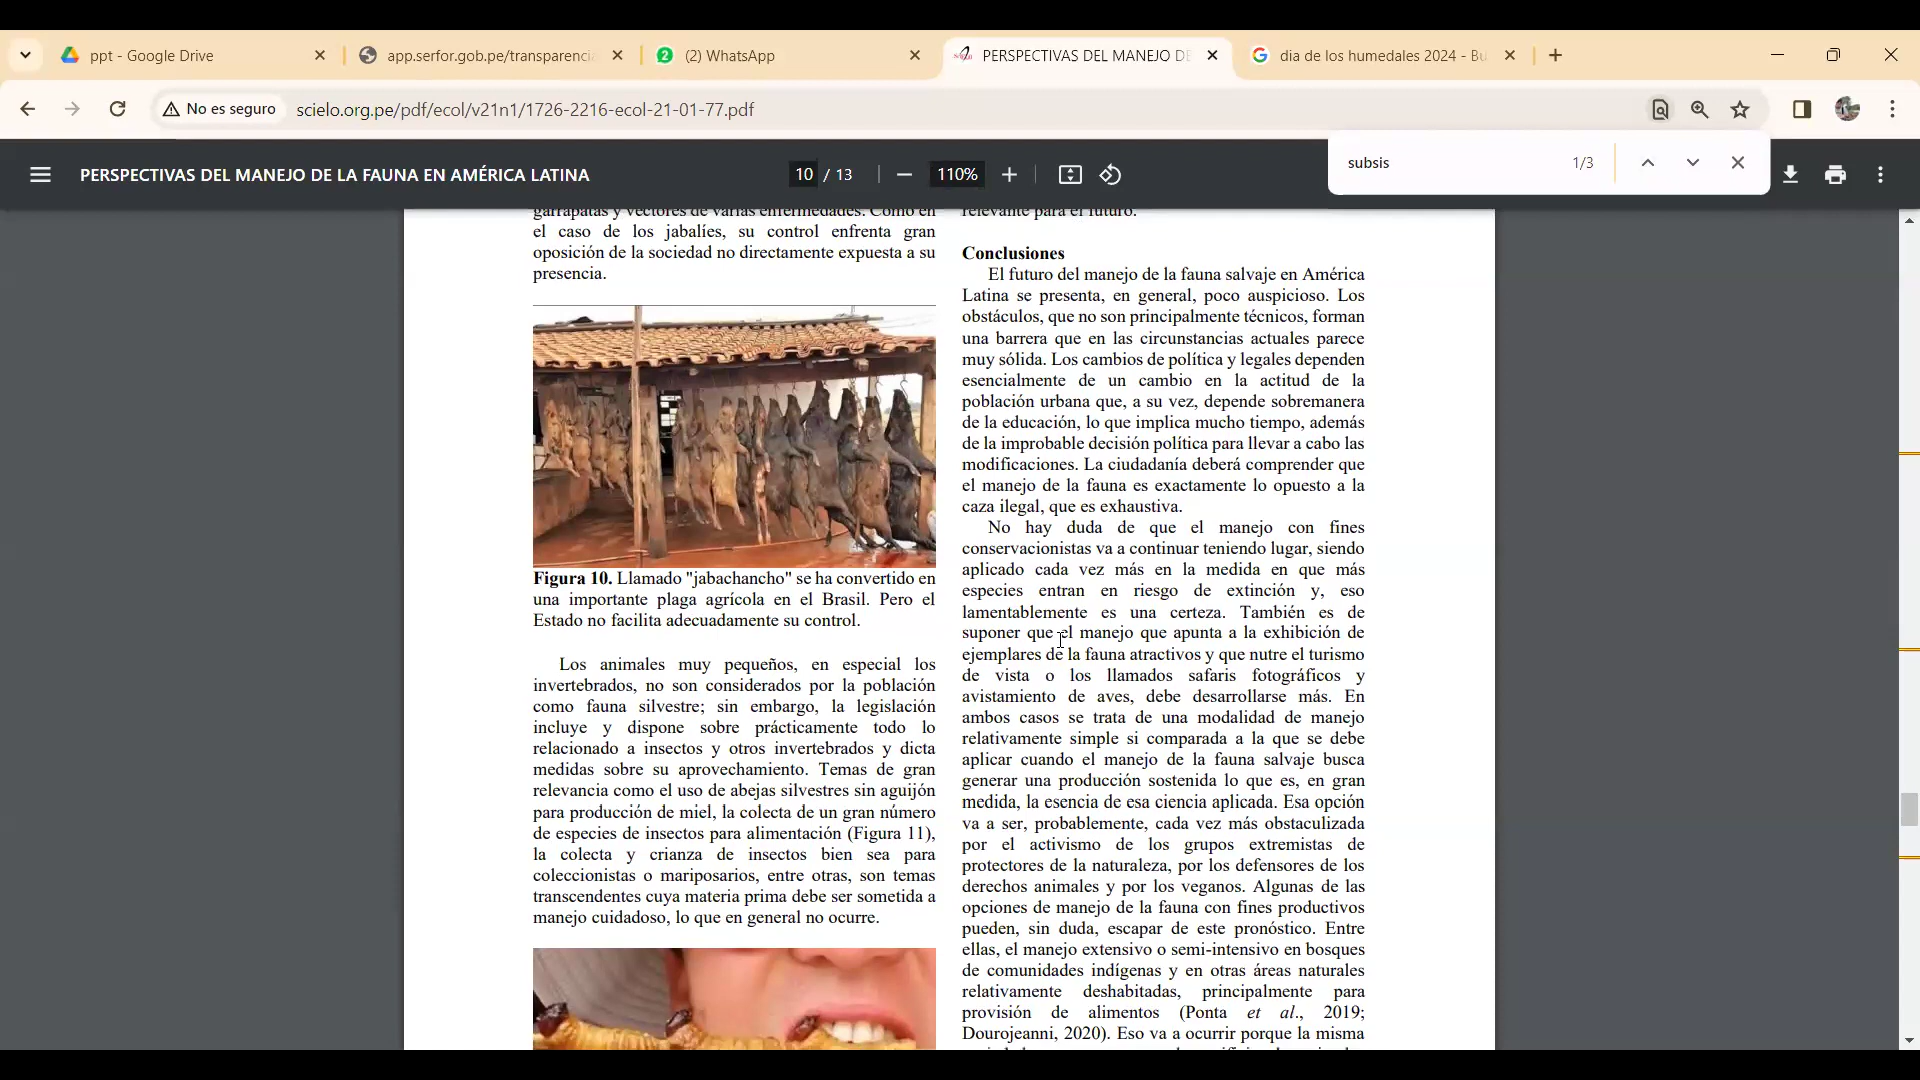 ppt - Google Drive
app.serfor.gob.pe/transparencia
(2) WhatsApp
PERSPECTIVAS DEL MANEJO DE
dia de los humedales 2024 - Bú
No es seguro
scielo.org.pe/pdf/ecol/v21n1/1726-2216-ecol-21-01-77.pdf
PERSPECTIVAS DEL MANEJO DE LA FAUNA EN AMÉRICA LATINA
10 / 13
110%
subsis
1/3
garrapatas y vectores de varias enfermedades. Como en
el caso de los jabalíes, su control enfrenta gran
oposición de la sociedad no directamente expuesta a su
presencia.
Figura 10. Llamado "jabachancho" se ha convertido en
una importante plaga agrícola en el Brasil. Pero el
Estado no facilita adecuadamente su control.
Los animales muy pequeños, en especial los
invertebrados, no son considerados por la población
como fauna silvestre; sin embargo, la legislación
incluye y dispone sobre prácticamente todo lo
relacionado a insectos y otros invertebrados y dicta
medidas sobre su aprovechamiento. Temas de gran
relevancia como el uso de abejas silvestres sin aguijón
para producción de miel, la colecta de un gran número
de especies de insectos para alimentación (Figura 11),
la colecta y crianza de insectos bien sea para
coleccionistas o mariposarios, entre otras, son temas
transcendentes cuya materia prima debe ser sometida a
manejo cuidadoso, lo que en general no ocurre.
relevante para el futuro.
Conclusiones
El futuro del manejo de la fauna salvaje en América
Latina se presenta, en general, poco auspicioso. Los
obstáculos, que no son principalmente técnicos, forman
una barrera que en las circunstancias actuales parece
muy sólida. Los cambios de política y legales dependen
esencialmente de un cambio en la actitud de la
población urbana que, a su vez, depende sobremanera
de la educación, lo que implica mucho tiempo, además
de la improbable decisión política para llevar a cabo las
modificaciones. La ciudadanía deberá comprender que
el manejo de la fauna es exactamente lo opuesto a la
caza ilegal, que es exhaustiva.
No hay duda de que el manejo con fines
conservacionistas va a continuar teniendo lugar, siendo
aplicado cada vez más en la medida en que más
especies entran en riesgo de extinción y, eso
lamentablemente es una certeza. También es de
suponer que el manejo que apunta a la exhibición de
ejemplares de la fauna atractivos y que nutre el turismo
de vista o los llamados safaris fotográficos y
avistamiento de aves, debe desarrollarse más. En
ambos casos se trata de una modalidad de manejo
relativamente simple si comparada a la que se debe
aplicar cuando el manejo de la fauna salvaje busca
generar una producción sostenida lo que es, en gran
medida, la esencia de esa ciencia aplicada. Esa opción
va a ser, probablemente, cada vez más obstaculizada
por el activismo de los grupos extremistas de
protectores de la naturaleza, por los defensores de los
derechos animales y por los veganos. Algunas de las
opciones de manejo de la fauna con fines productivos
pueden, sin duda, escapar de este pronóstico. Entre
ellas, el manejo extensivo o semi-intensivo en bosques
de comunidades indígenas y en otras áreas naturales
relativamente deshabitadas, principalmente para
provisión de alimentos (Ponta et al., 2019;
Dourojeanni, 2020). Eso va a ocurrir porque la misma